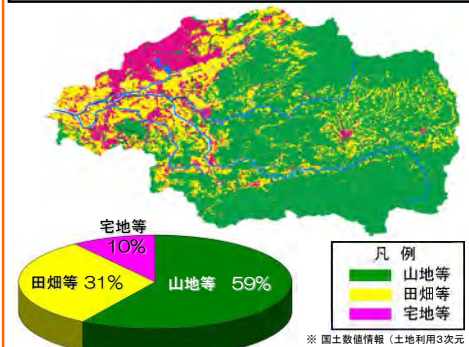 宅地等
10%
田畑等 31%
山地等 59%
凡 例
山地等
田畑等
宅地等
※ 国土数値情報（土地利用3次元